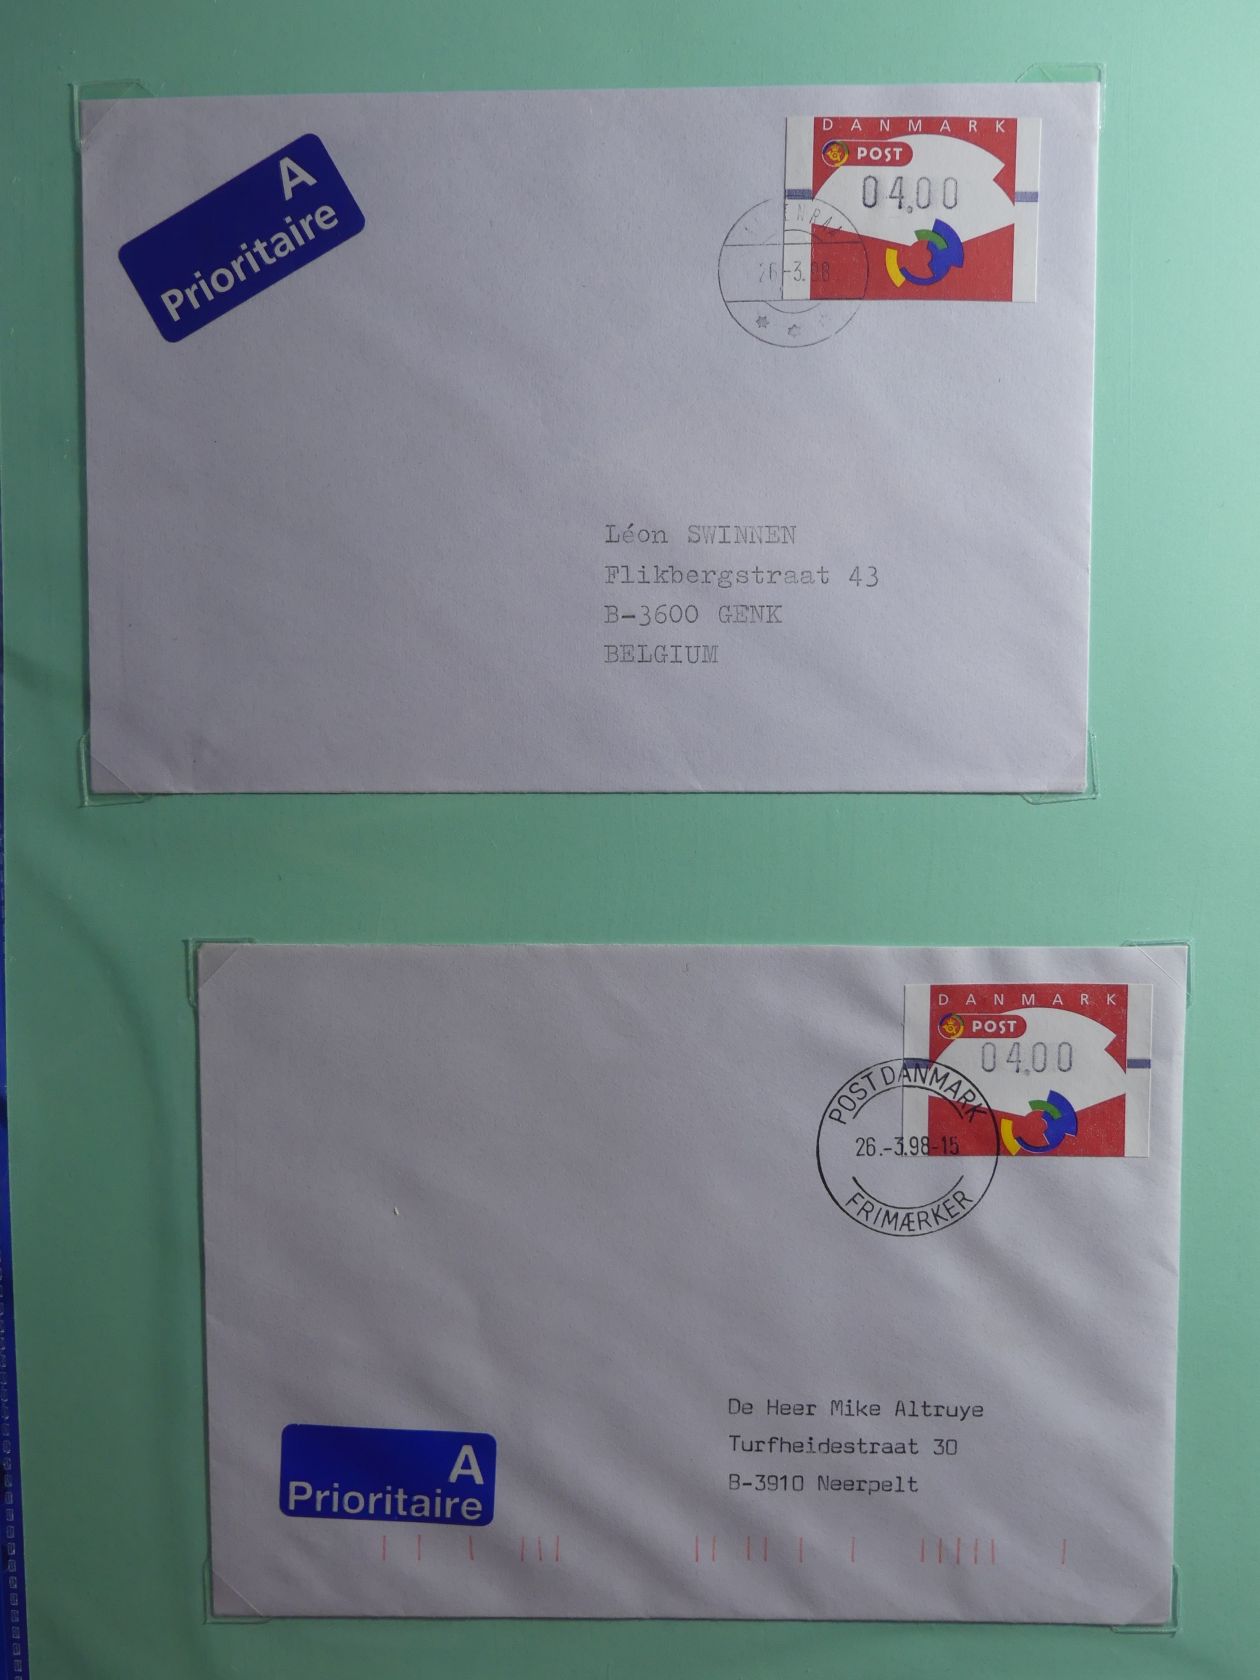 A
Prioritaire
DANMARK
POST
04.00
26-3.98
Léon SWINNEN
Flikbergstraat 43
B-3600 GENK
BELGIUM
DANMARK
POST
04.00
POST DANMARK
26.-3.98-15
FRIMÆRKER
De Heer Mike Altruye
Turfheidestraat 30
B-3910 Neerpelt
A
Prioritaire